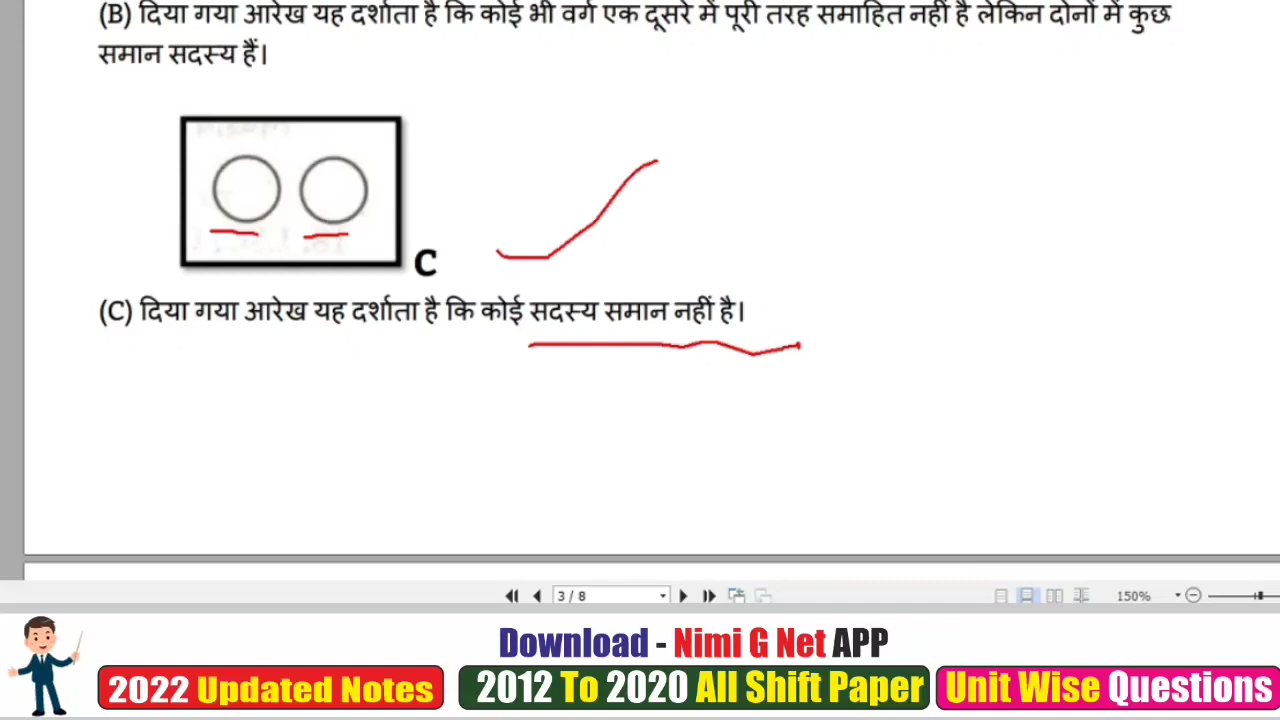 (B) दिया गया आरेख यह दर्शाता है कि कोई भी वर्ग एक दूसरे में पूरी तरह समाहित नहीं है लेकिन दोनों में कुछ
समान सदस्य हैं।
C
(C) दिया गया आरेख यह दर्शाता है कि कोई सदस्य समान नहीं है।
3 / 8
150%
Download - Nimi G Net APP
2022 Updated Notes
2012 To 2020 All Shift Paper
Unit Wise Questions